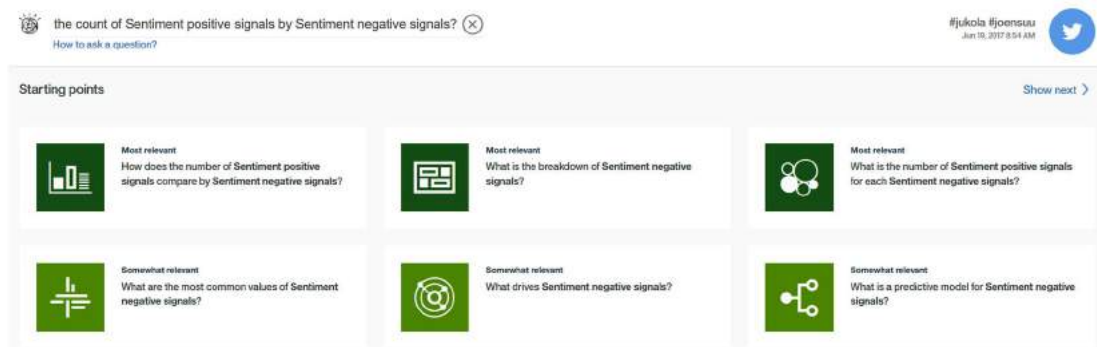 the count of Sentiment positive signals by Sentiment negative signals?
How to ask a question?
#jukola #joensuu
Jun 19, 2017 8:54 AM
Starting points
Show next
Most relevant
How does the number of Sentiment positive
signals compare by Sentiment negative signals?
Most relevant
What is the breakdown of Sentiment negative
signals?
Most relevant
What is the number of Sentiment positive signals
for each Sentiment negative signals?
Somewhat relevant
What are the most common values of Sentiment
negative signals?
Somewhat relevant
What drives Sentiment negative signals?
Somewhat relevant
What is a predictive model for Sentiment negative
signals?